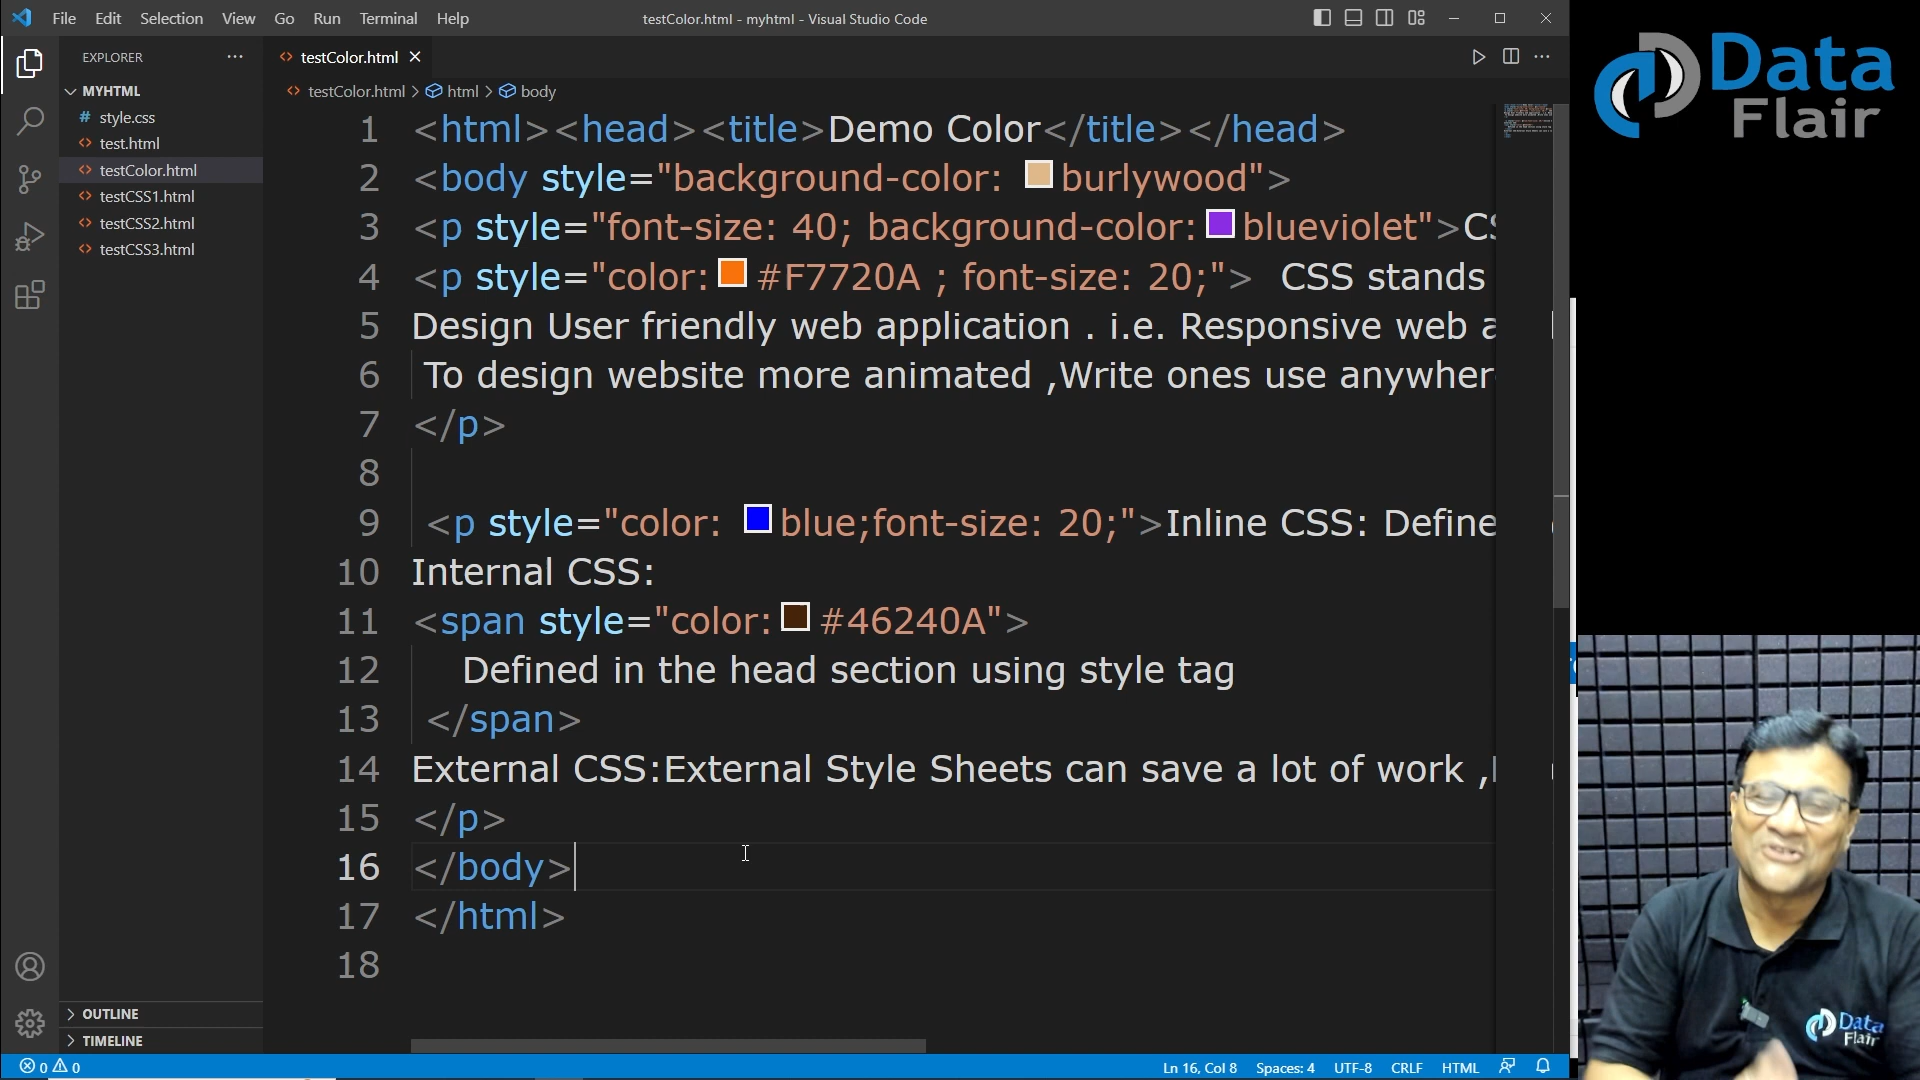 File Edit Selection View Go Run Terminal Help
testColor.html - myhtml - Visual Studio Code
EXPLORER
MYHTML
style.css
test.html
testColor.html
testCSS1.html
testCSS2.html
testCSS3.html
OUTLINE
TIMELINE
testColor.html
testColor.html > html > body
1 <html><head><title>Demo Color</title></head>
2 <body style="background-color: burlywood">
3 <p style="font-size: 40; background-color: blueviolet">CS
4 <p style="color: #F7720A ; font-size: 20;"> CSS stands
5 Design User friendly web application . i.e. Responsive web a
6 To design website more animated ,Write ones use anywher
7 </p>
8
9 <p style="color: blue;font-size: 20;">Inline CSS: Define
10 Internal CSS:
11 <span style="color: #46240A">
12 Defined in the head section using style tag
13 </span>
14 External CSS:External Style Sheets can save a lot of work ,
15 </p>
16 </body>
17 </html>
18
0 0
Ln 16, Col 8 Spaces: 4 UTF-8 CRLF HTML
Data
Flair
Data
Flair